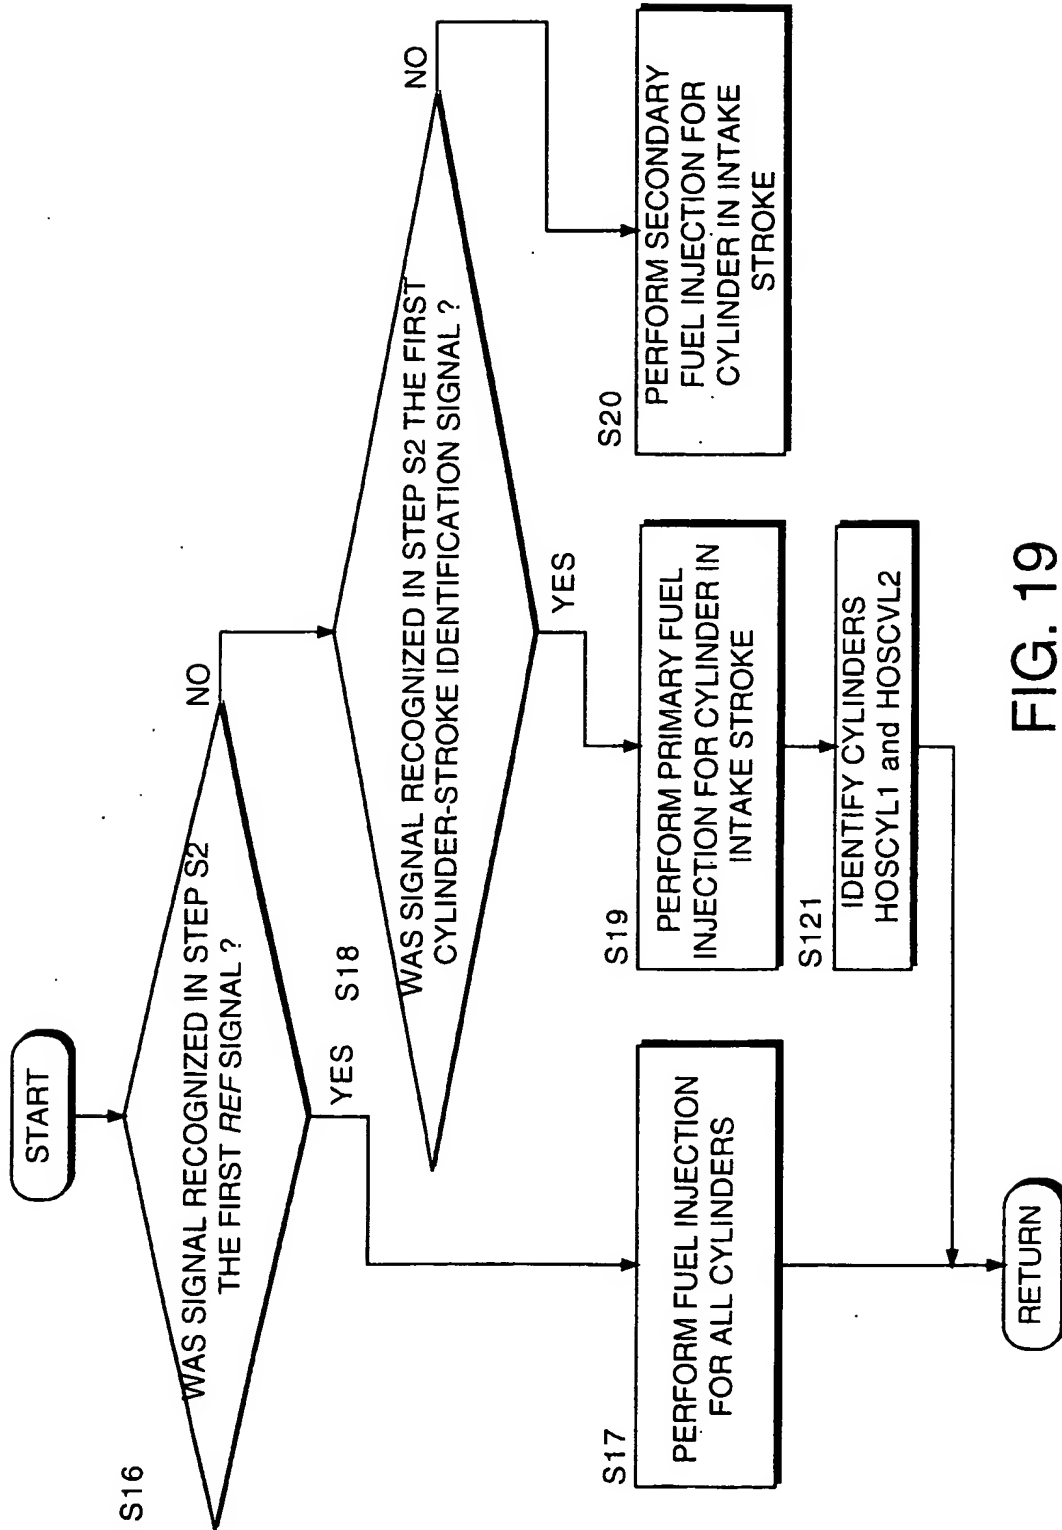 START
S16
WAS SIGNAL RECOGNIZED IN STEP S2
THE FIRST REF SIGNAL ?
NO
YES
S18
WAS SIGNAL RECOGNIZED IN STEP S2 THE FIRST
CYLINDER-STROKE IDENTIFICATION SIGNAL ?
NO
YES
S17
PERFORM FUEL INJECTION
FOR ALL CYLINDERS
S19
PERFORM PRIMARY FUEL
INJECTION FOR CYLINDER IN
INTAKE STROKE
S20
PERFORM SECONDARY
FUEL INJECTION FOR
CYLINDER IN INTAKE
STROKE
S121
IDENTIFY CYLINDERS
HOSCYL1 and HOSCVL2
RETURN
FIG. 19